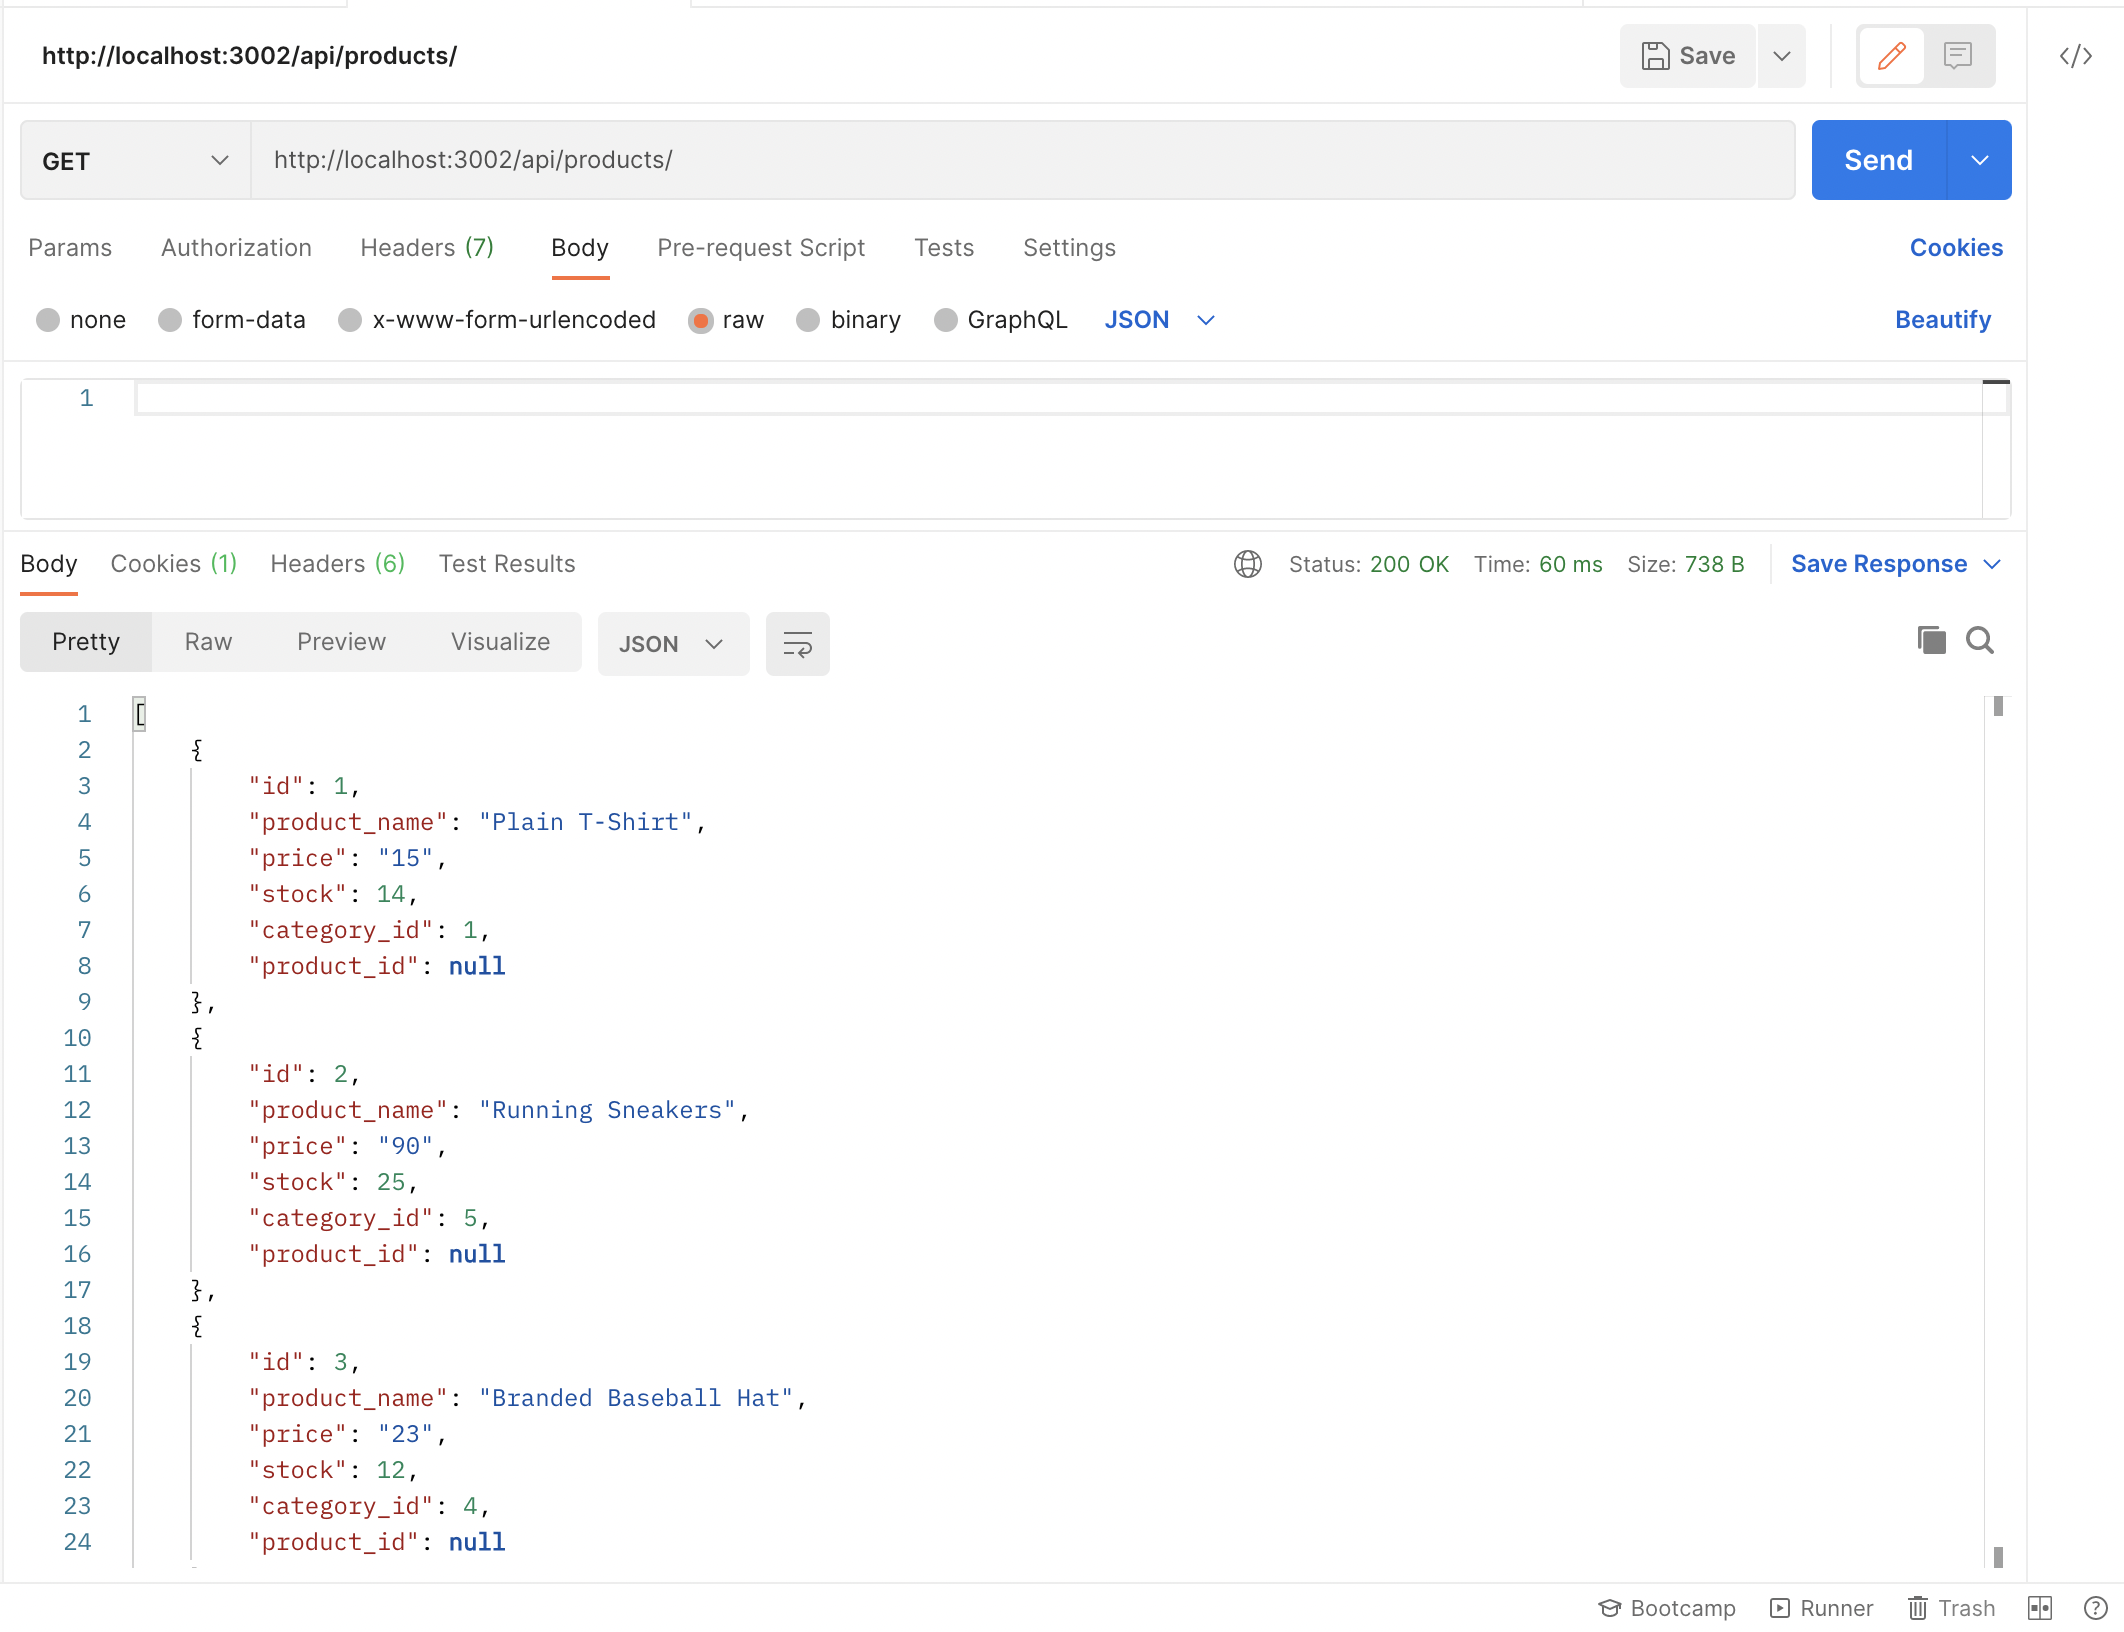 http://localhost:3002/api/products/
Save
GET
http://localhost:3002/api/products/
Send
Params Authorization Headers (7) Body Pre-request Script Tests Settings Cookies
none form-data x-www-form-urlencoded raw binary GraphQL JSON Beautify
1
Body Cookies (1) Headers (6) Test Results Status: 200 OK Time: 60 ms Size: 738 B Save Response
Pretty Raw Preview Visualize JSON
1 [
2 {
3 "id": 1,
4 "product_name": "Plain T-Shirt",
5 "price": "15",
6 "stock": 14,
7 "category_id": 1,
8 "product_id": null
9 },
10 {
11 "id": 2,
12 "product_name": "Running Sneakers",
13 "price": "90",
14 "stock": 25,
15 "category_id": 5,
16 "product_id": null
17 },
18 {
19 "id": 3,
20 "product_name": "Branded Baseball Hat",
21 "price": "23",
22 "stock": 12,
23 "category_id": 4,
24 "product_id": null
Bootcamp Runner Trash